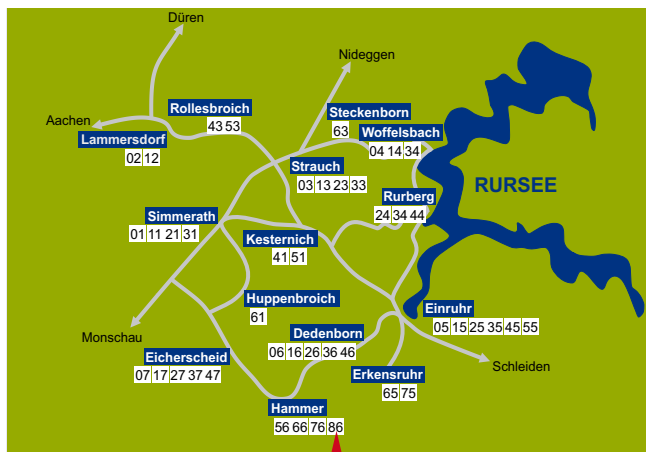 Düren
Nideggen
Aachen
Rollesbroich
43 53
Lammersdorf
02 12
Steckenborn
63
Woffelsbach
04 14 34
Strauch
03 13 23 33
RURSEE
Rurberg
24 34 44
Simmerath
01 11 21 31
Kesternich
41 51
Huppenbroich
61
Einruhr
05 15 25 35 45 55
Monschau
Dedenborn
06 16 26 36 46
Schleiden
Eicherscheid
07 17 27 37 47
Erkensruhr
65 75
Hammer
56 66 76 86